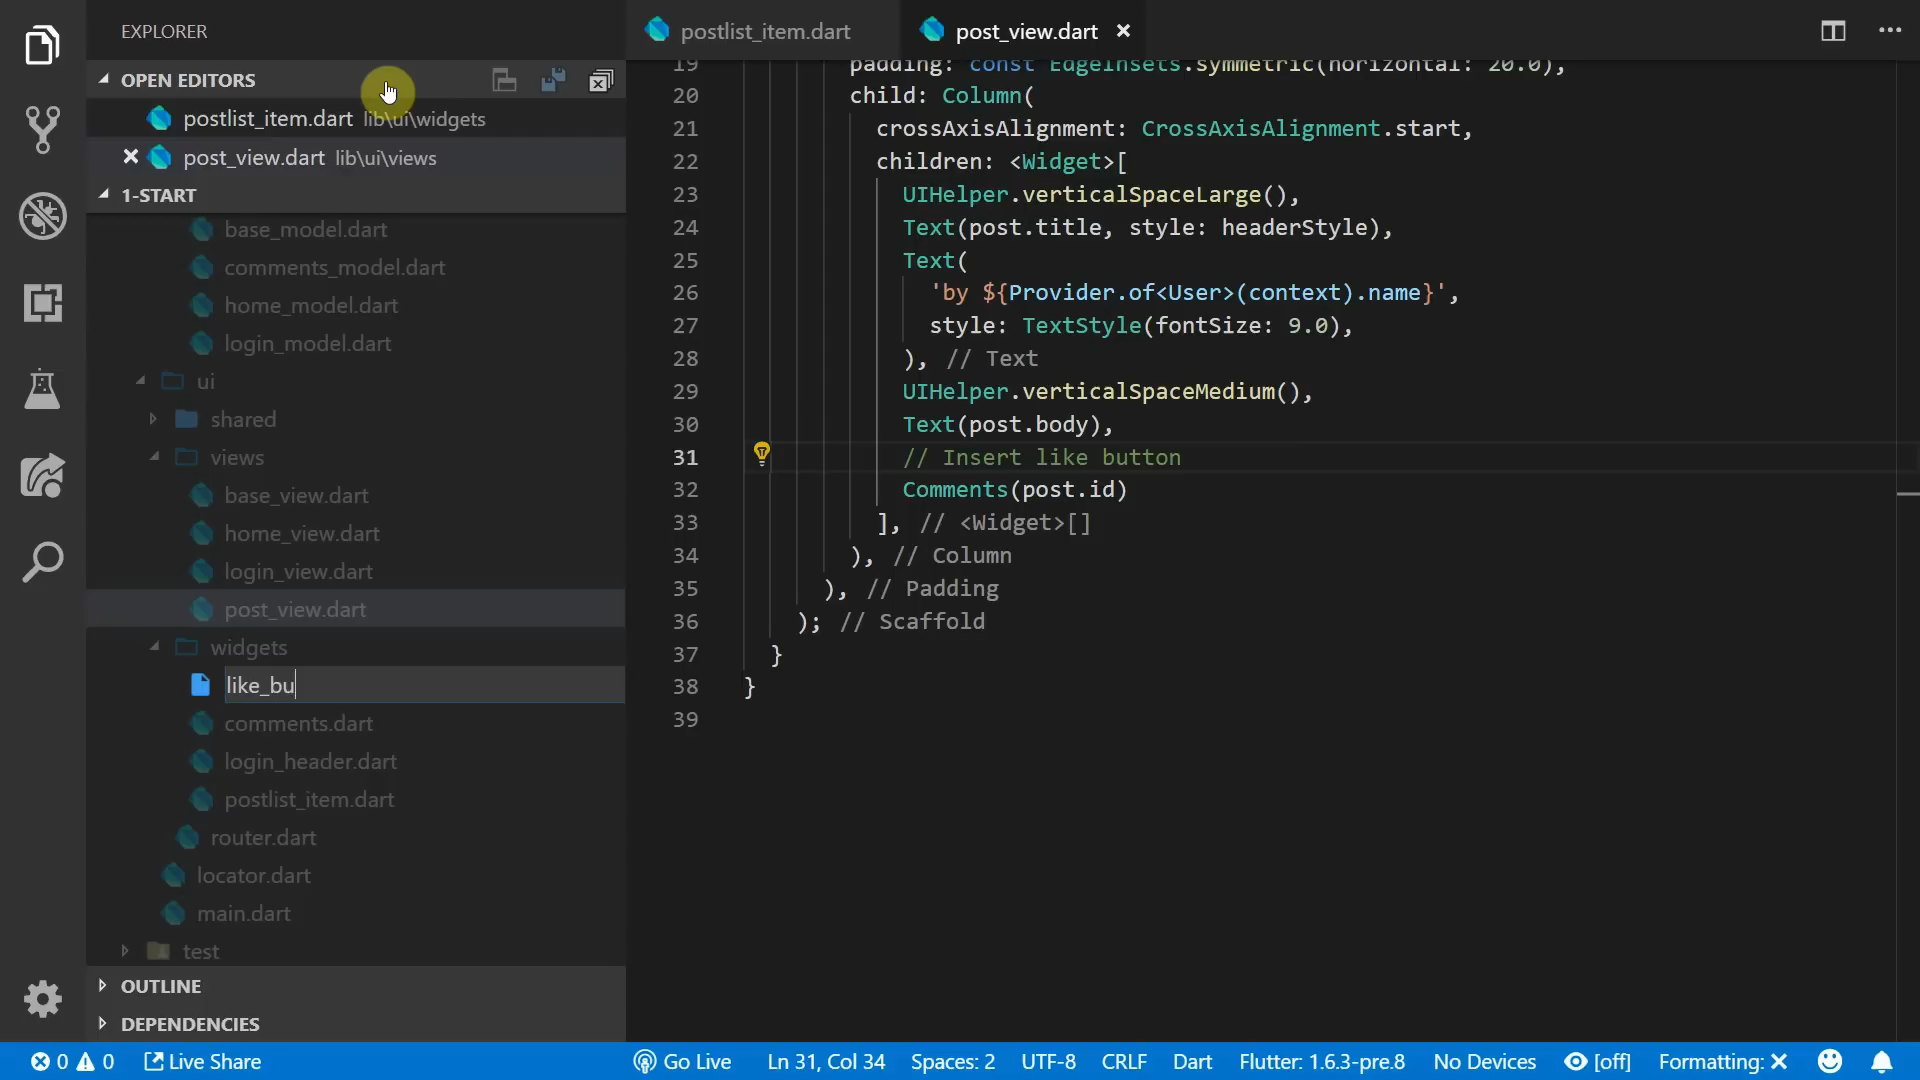 EXPLORER
OPEN EDITORS
postlist_item.dart lib\ui\widgets
post_view.dart lib\ui\views
1-START
base_model.dart
comments_model.dart
home_model.dart
login_model.dart
ui
shared
views
base_view.dart
home_view.dart
login_view.dart
post_view.dart
widgets
like_bu
comments.dart
login_header.dart
postlist_item.dart
router.dart
locator.dart
main.dart
test
OUTLINE
DEPENDENCIES
postlist_item.dart post_view.dart
19 padding: const EdgeInsets.symmetric(horizontal: 20.0),
20 child: Column(
21 crossAxisAlignment: CrossAxisAlignment.start,
22 children: <Widget>[
23 UIHelper.verticalSpaceLarge(),
24 Text(post.title, style: headerStyle),
25 Text(
26 'by ${Provider.of<User>(context).name}',
27 style: TextStyle(fontSize: 9.0),
28 ), // Text
29 UIHelper.verticalSpaceMedium(),
30 Text(post.body),
31 // Insert like button
32 Comments(post.id)
33 ], // <Widget>[]
34 ), // Column
35 ), // Padding
36 ); // Scaffold
37 }
38 }
39
0 0 Live Share Go Live Ln 31, Col 34 Spaces: 2 UTF-8 CRLF Dart Flutter: 1.6.3-pre.8 No Devices [off] Formatting: ✕